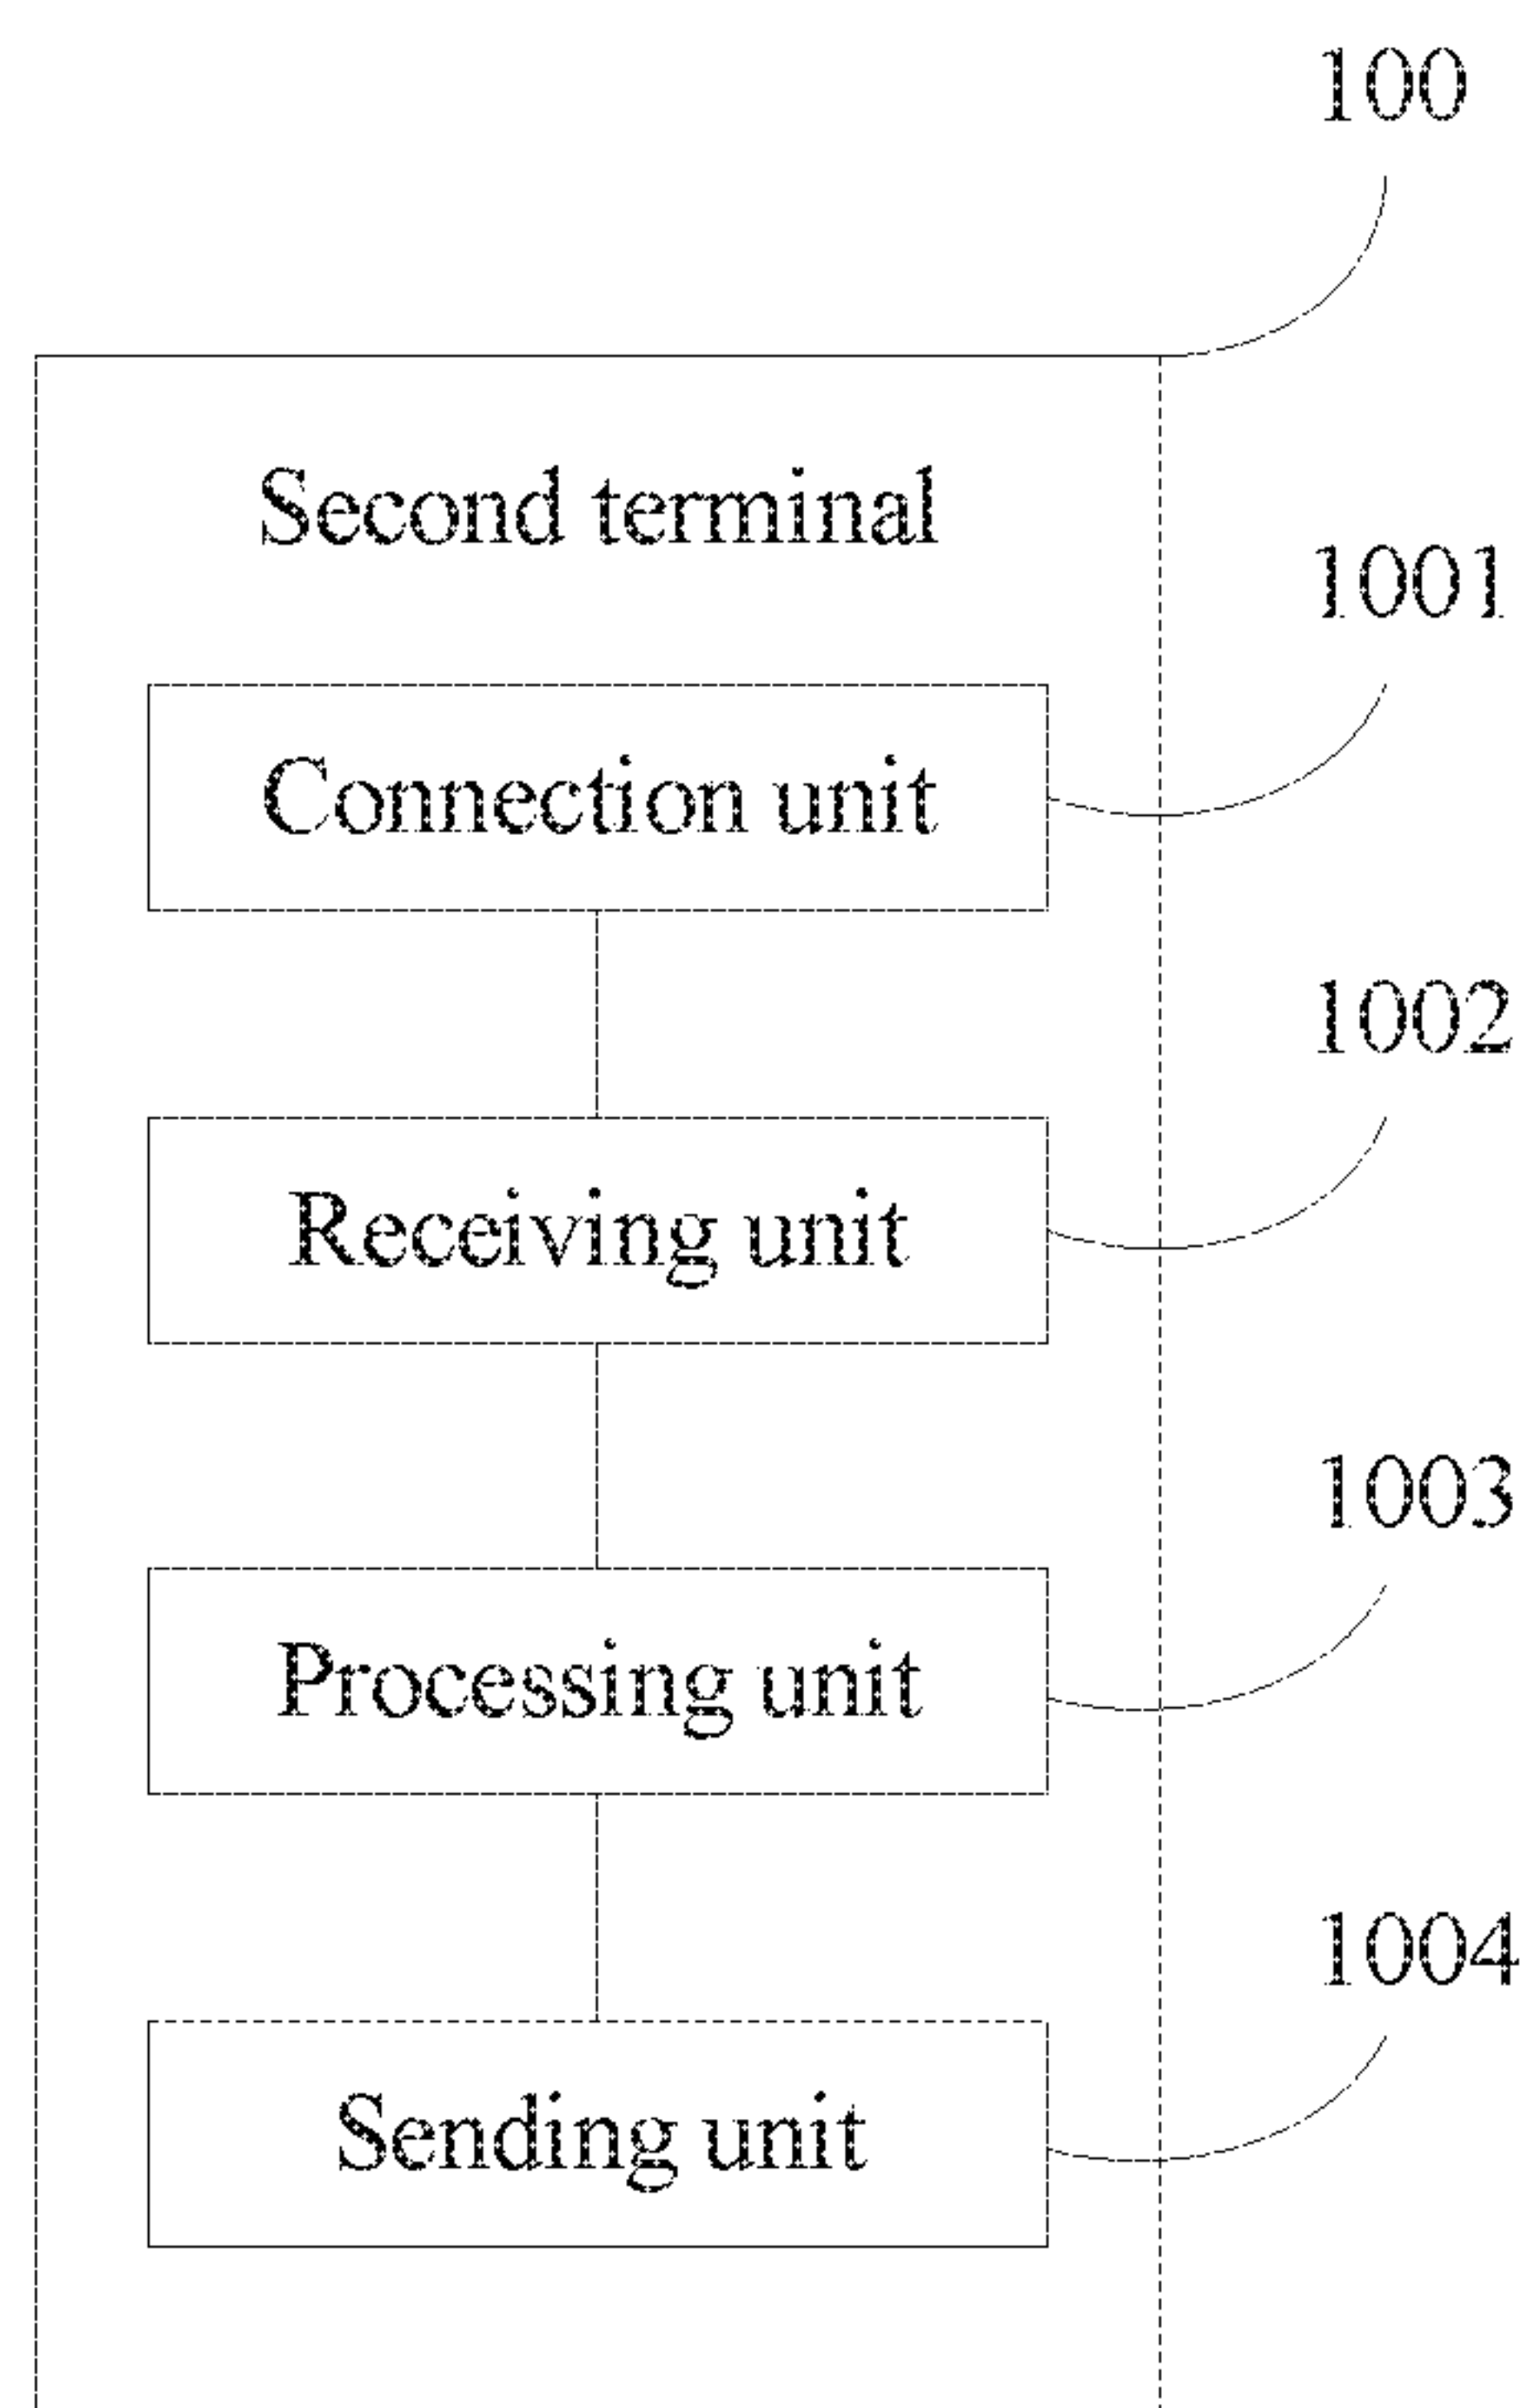 100
Second terminal
1001
Connection unit
1002
Receiving unit
1003
Processing unit
1004
Sending unit